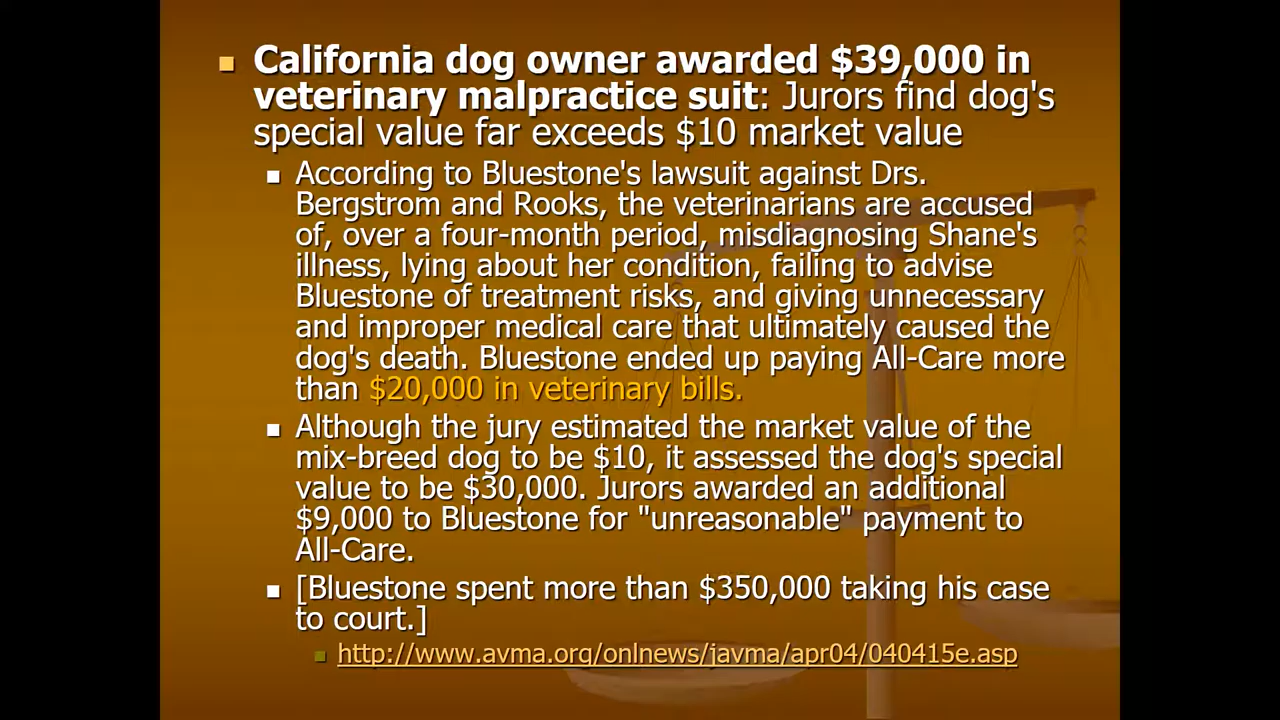 California dog owner awarded $39,000 in
veterinary malpractice suit: Jurors find dog's
special value far exceeds $10 market value
According to Bluestone's lawsuit against Drs.
Bergstrom and Rooks, the veterinarians are accused
of, over a four-month period, misdiagnosing Shane's
illness, lying about her condition, failing to advise
Bluestone of treatment risks, and giving unnecessary
and improper medical care that ultimately caused the
dog's death. Bluestone ended up paying All-Care more
than $20,000 in veterinary bills.
Although the jury estimated the market value of the
mix-breed dog to be $10, it assessed the dog's special
value to be $30,000. Jurors awarded an additional
$9,000 to Bluestone for "unreasonable" payment to
All-Care.
[Bluestone spent more than $350,000 taking his case
to court.]
http://www.avma.org/onlnews/javma/apr04/040415e.asp